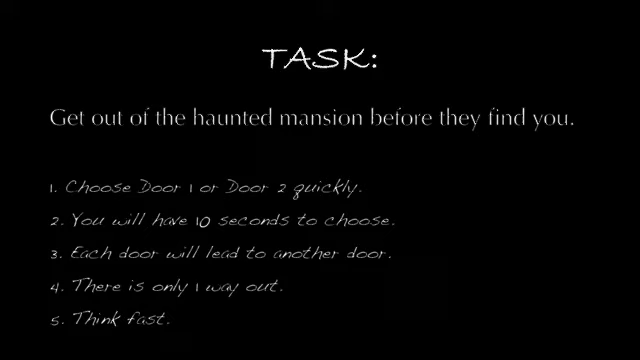 TASK:
Get out of the haunted mansion before they find you.
1. Choose Door 1 or Door 2 quickly.
2. You will have 10 seconds to choose.
3. Each door will lead to another door.
4. There is only 1 way out.
5. Think fast.